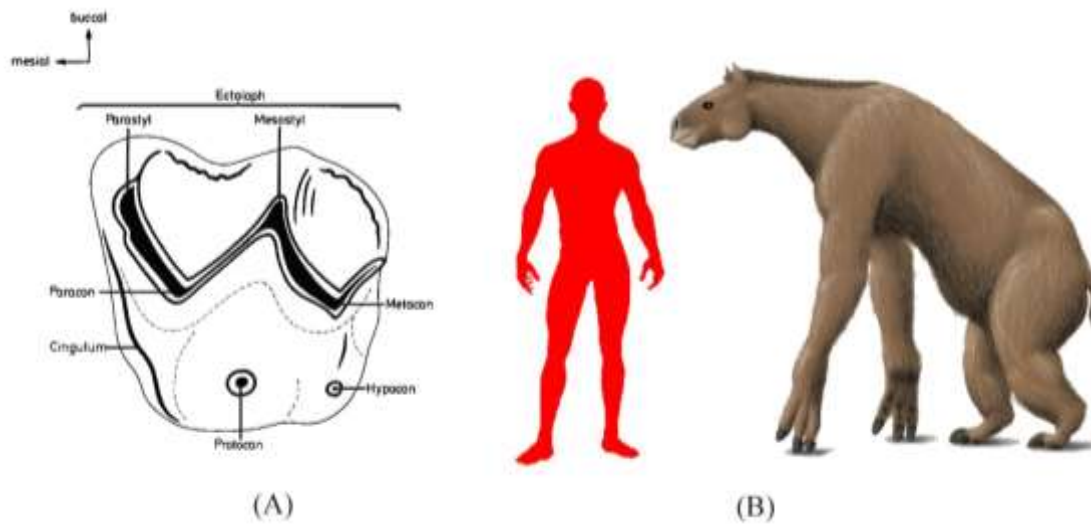 buccal
mesial
Ectoloph
Parastyl
Mesostyl
Paracon
Metacon
Cingulum
Hypocon
Protocon
(A)
(B)